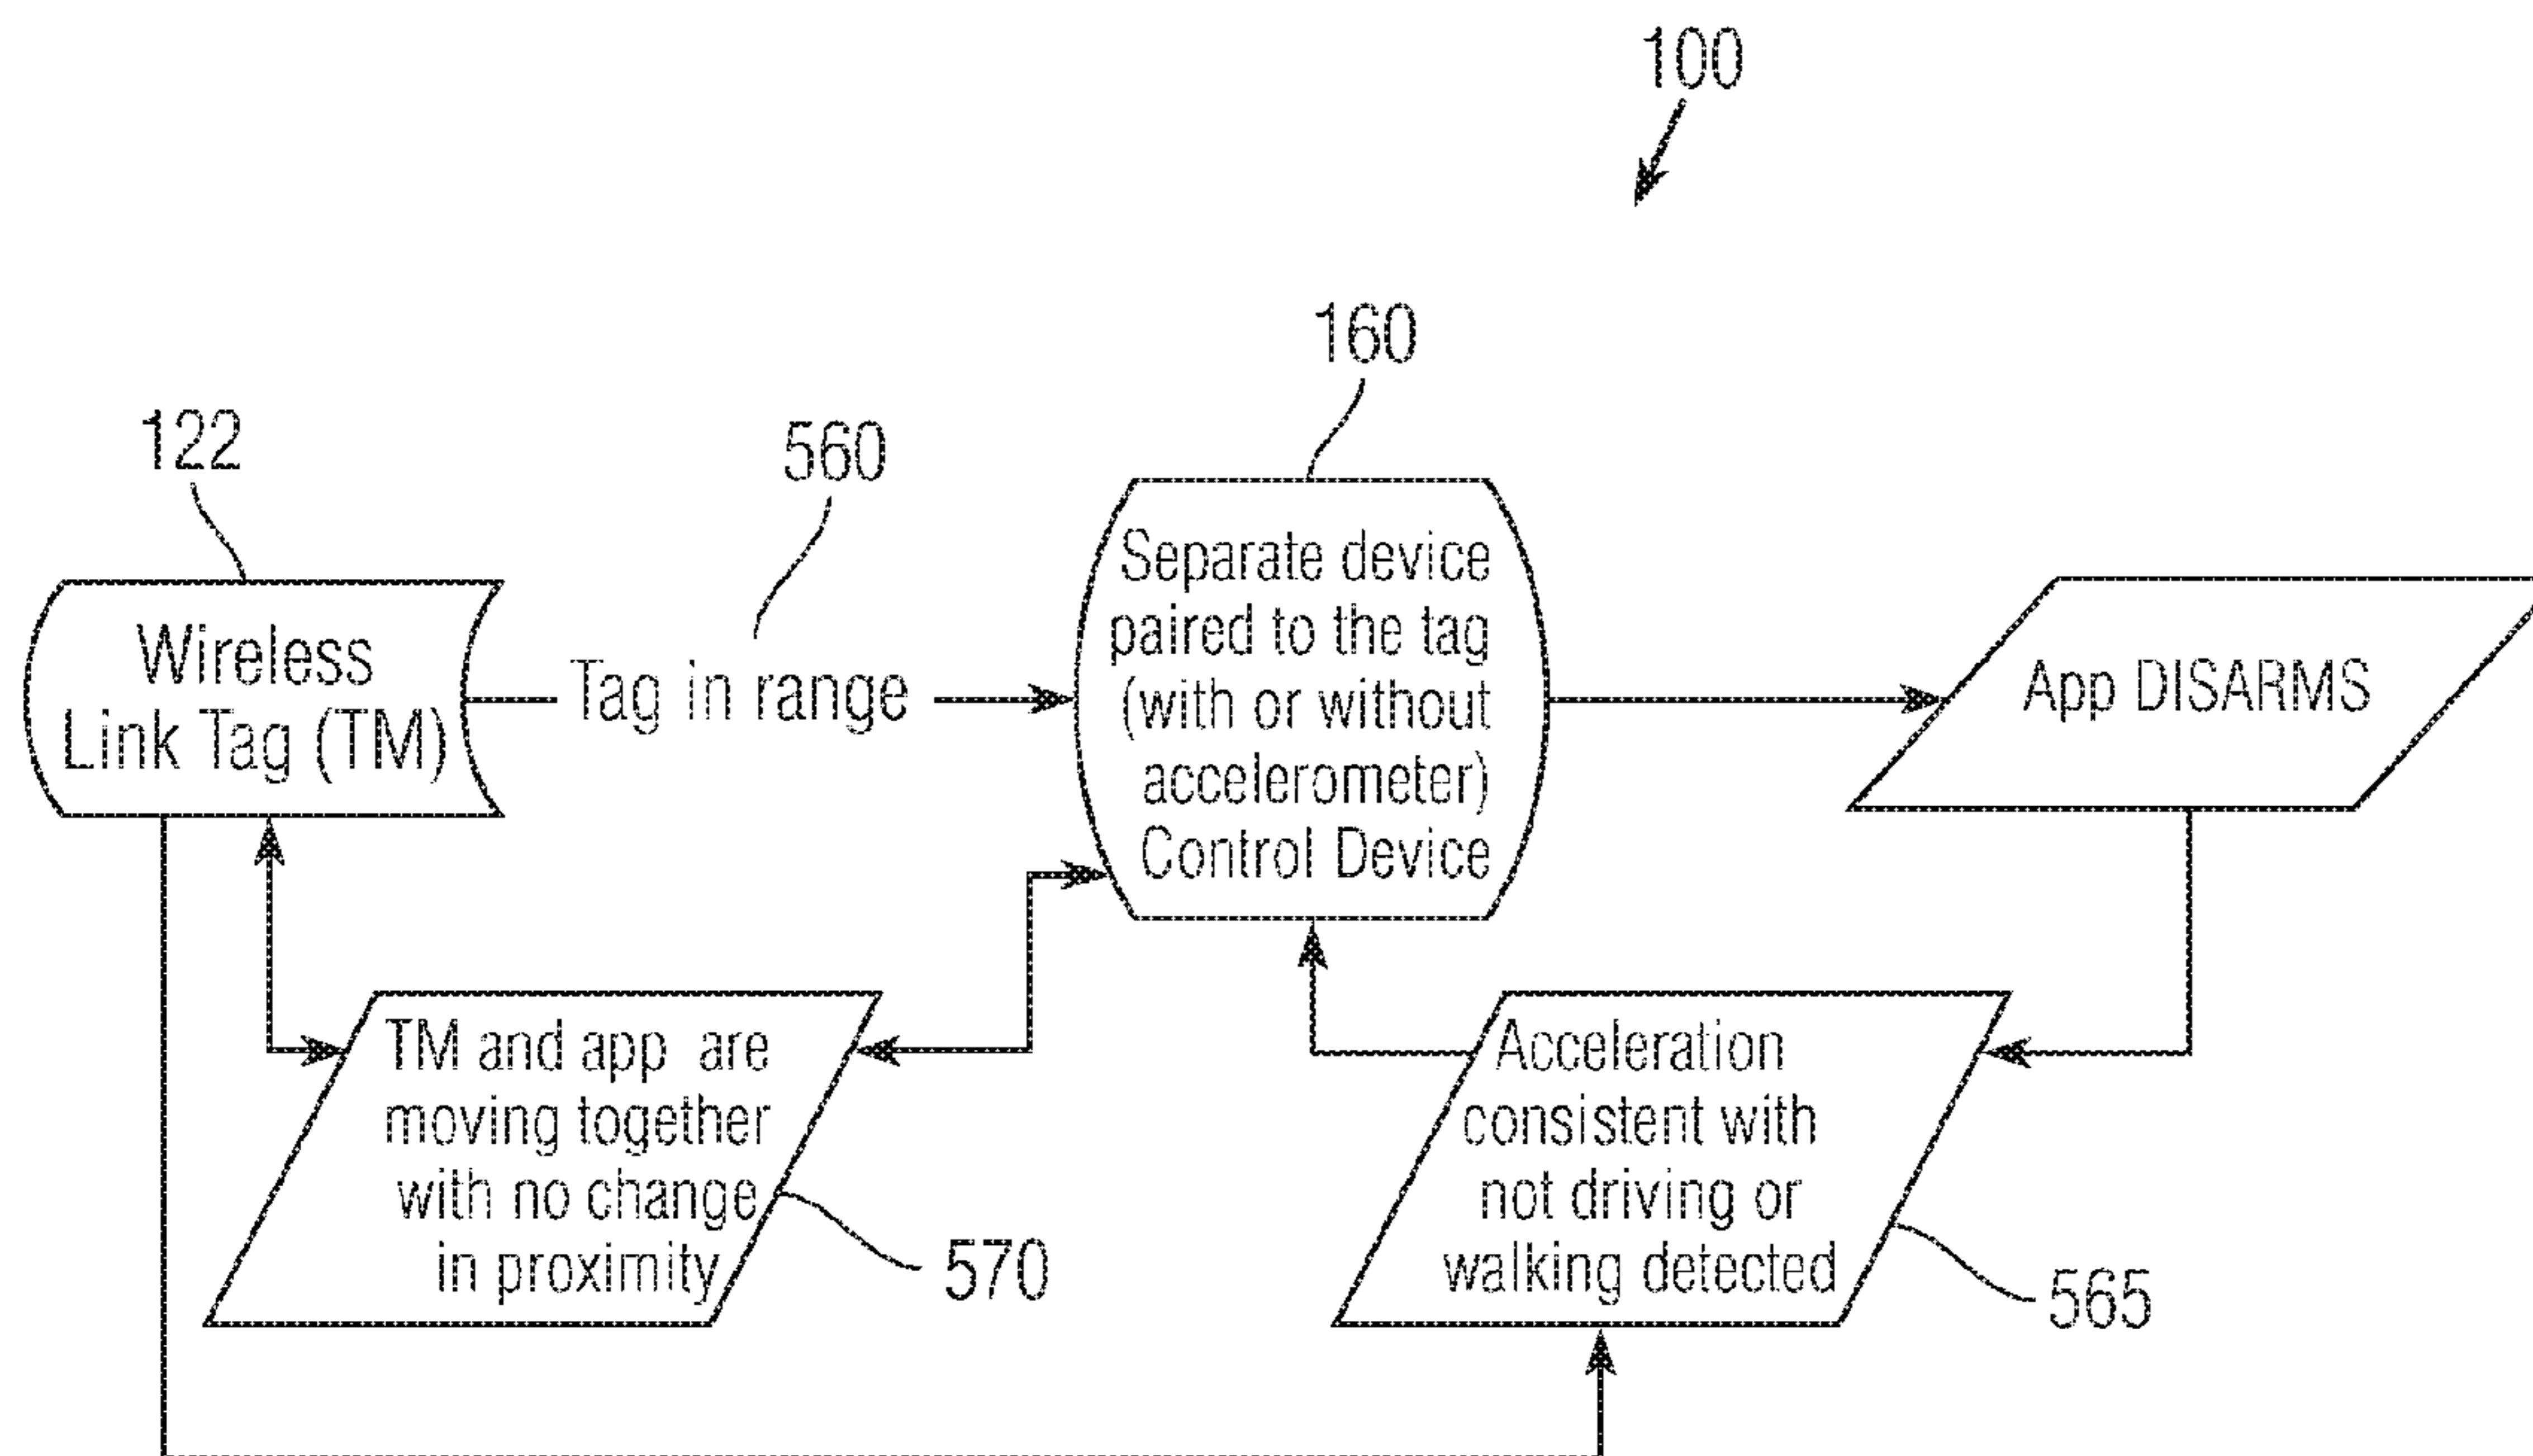 100
160
122
560
Wireless
Link Tag (TM)
Tag in range
Separate device
paired to the tag
(with or without
accelerometer)
Control Device
App DISARMS
TM and app are
moving together
with no change
in proximity
570
Acceleration
consistent with
not driving or
walking detected
565